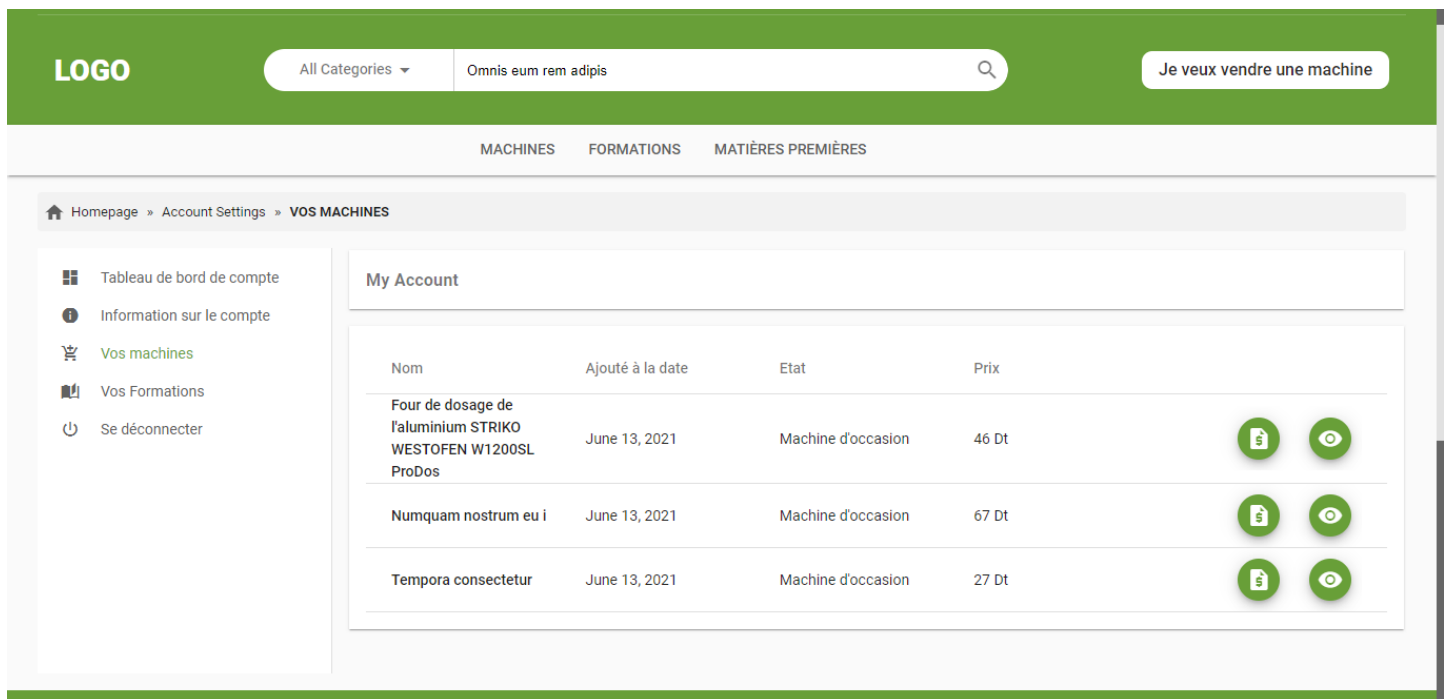 LOGO
All Categories
Omnis eum rem adipis
Je veux vendre une machine
MACHINES FORMATIONS MATIÈRES PREMIÈRES
Homepage » Account Settings » VOS MACHINES
Tableau de bord de compte
Information sur le compte
Vos machines
Vos Formations
Se déconnecter
My Account
Nom Ajouté à la date Etat Prix
Four de dosage de
l'aluminium STRIKO
WESTOFEN W1200SL
ProDos
June 13, 2021 Machine d'occasion 46 Dt
Numquam nostrum eu i June 13, 2021 Machine d'occasion 67 Dt
Tempora consectetur June 13, 2021 Machine d'occasion 27 Dt